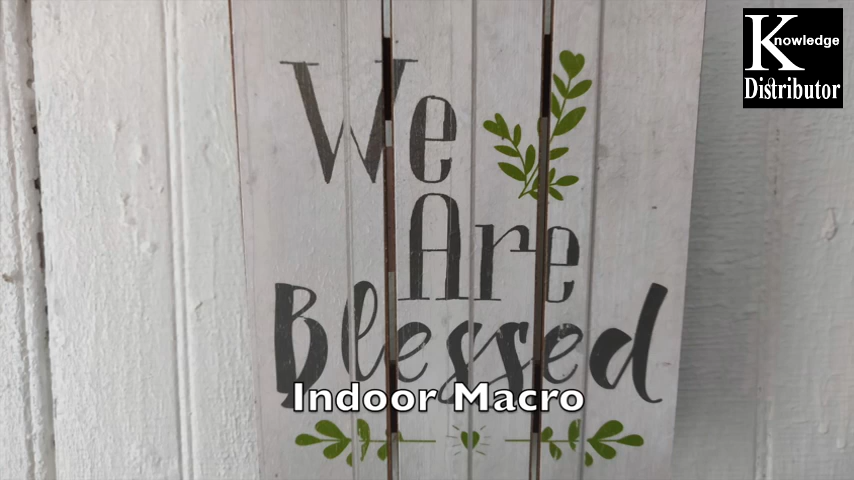 Knowledge
Distributor
We
Are
Blessed
Indoor Macro